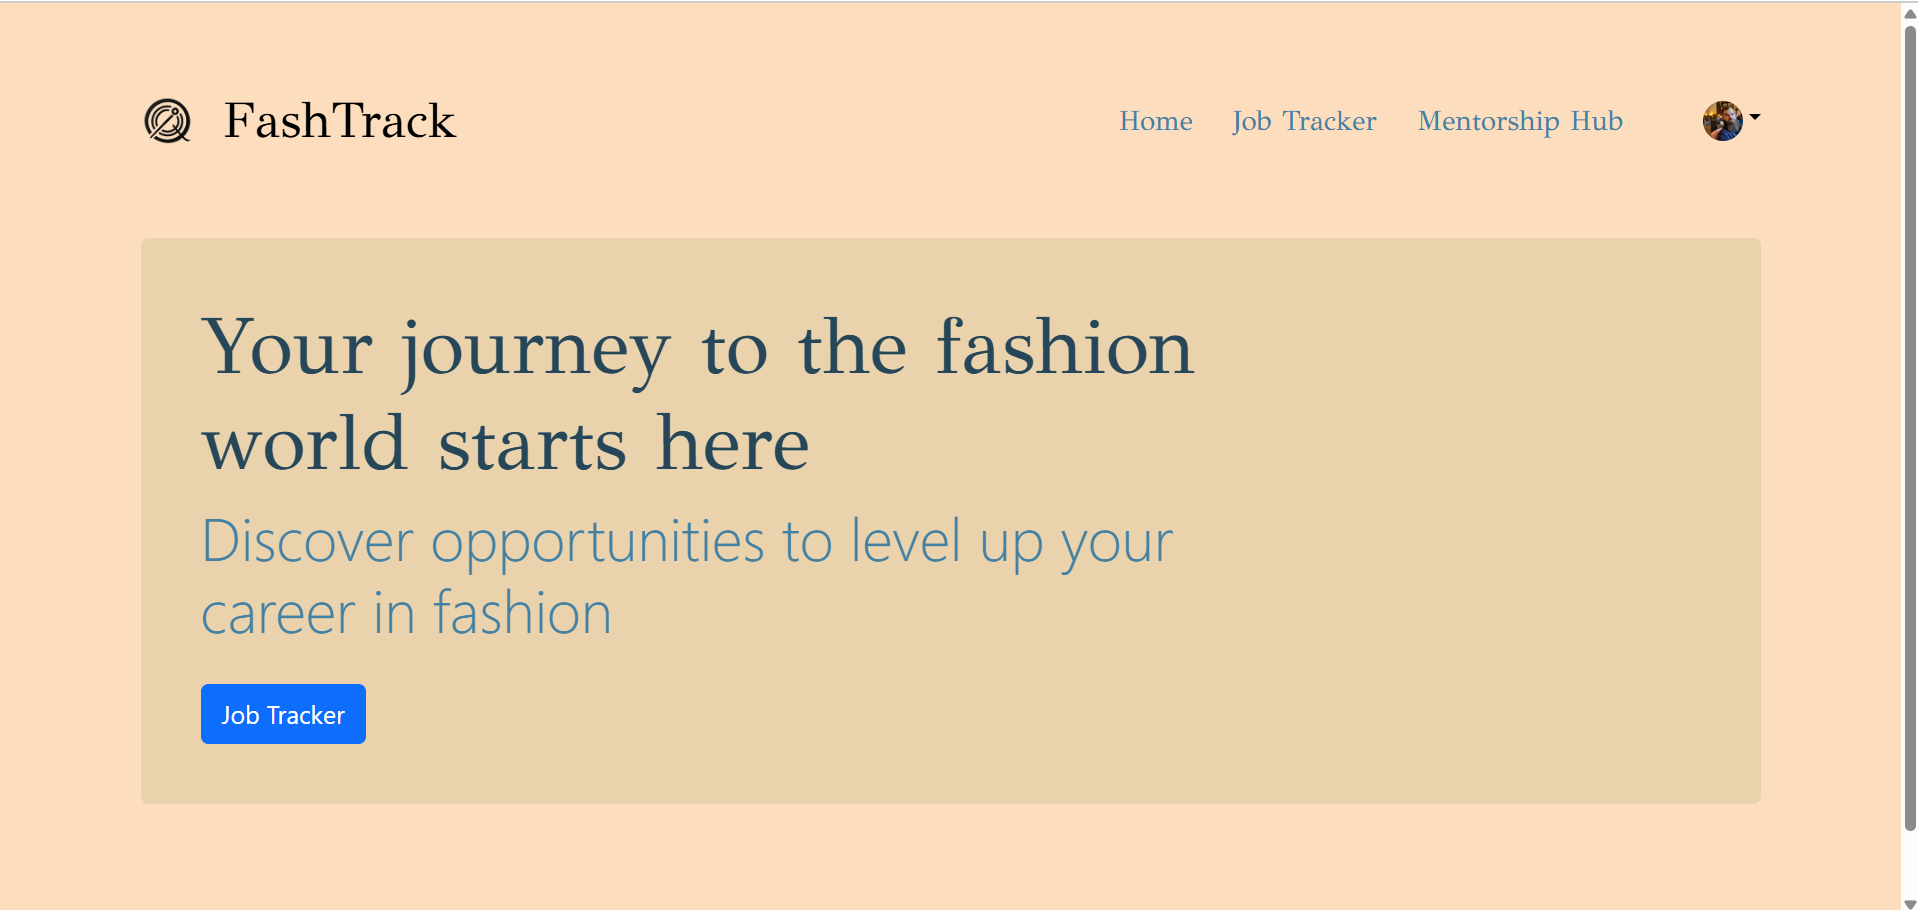 FashTrack
Home Job Tracker Mentorship Hub
Your journey to the fashion
world starts here
Discover opportunities to level up your
career in fashion
Job Tracker